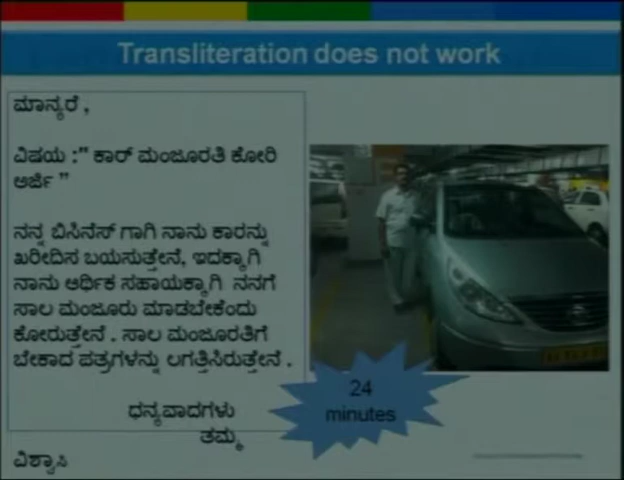 Transliteration does not work
ಮಾನ್ಯರೆ ,
ವಿಷಯ :" ಕಾರ್ ಮಂಜೂರತಿ ಕೋರಿ
ಅರ್ಜಿ "
ನನ್ನ ಬಿಸಿನೆಸ್ ಗಾಗಿ ನಾನು ಕಾರನ್ನು
ಖರೀದಿಸ ಬಯಸುತ್ತೇನೆ, ಇದಕ್ಕಾಗಿ
ನಾನು ಆರ್ಥಿಕ ಸಹಾಯಕ್ಕಾಗಿ ನನಗೆ
ಸಾಲ ಮಂಜೂರು ಮಾಡಬೇಕೆಂದು
ಕೋರುತ್ತೇನೆ . ಸಾಲ ಮಂಜೂರತಿಗೆ
ಬೇಕಾದ ಪತ್ರಗಳನ್ನು ಲಗತ್ತಿಸಿರುತ್ತೇನೆ .
ಧನ್ಯವಾದಗಳು
ತಮ್ಮ
ವಿಶ್ವಾಸಿ
24
minutes